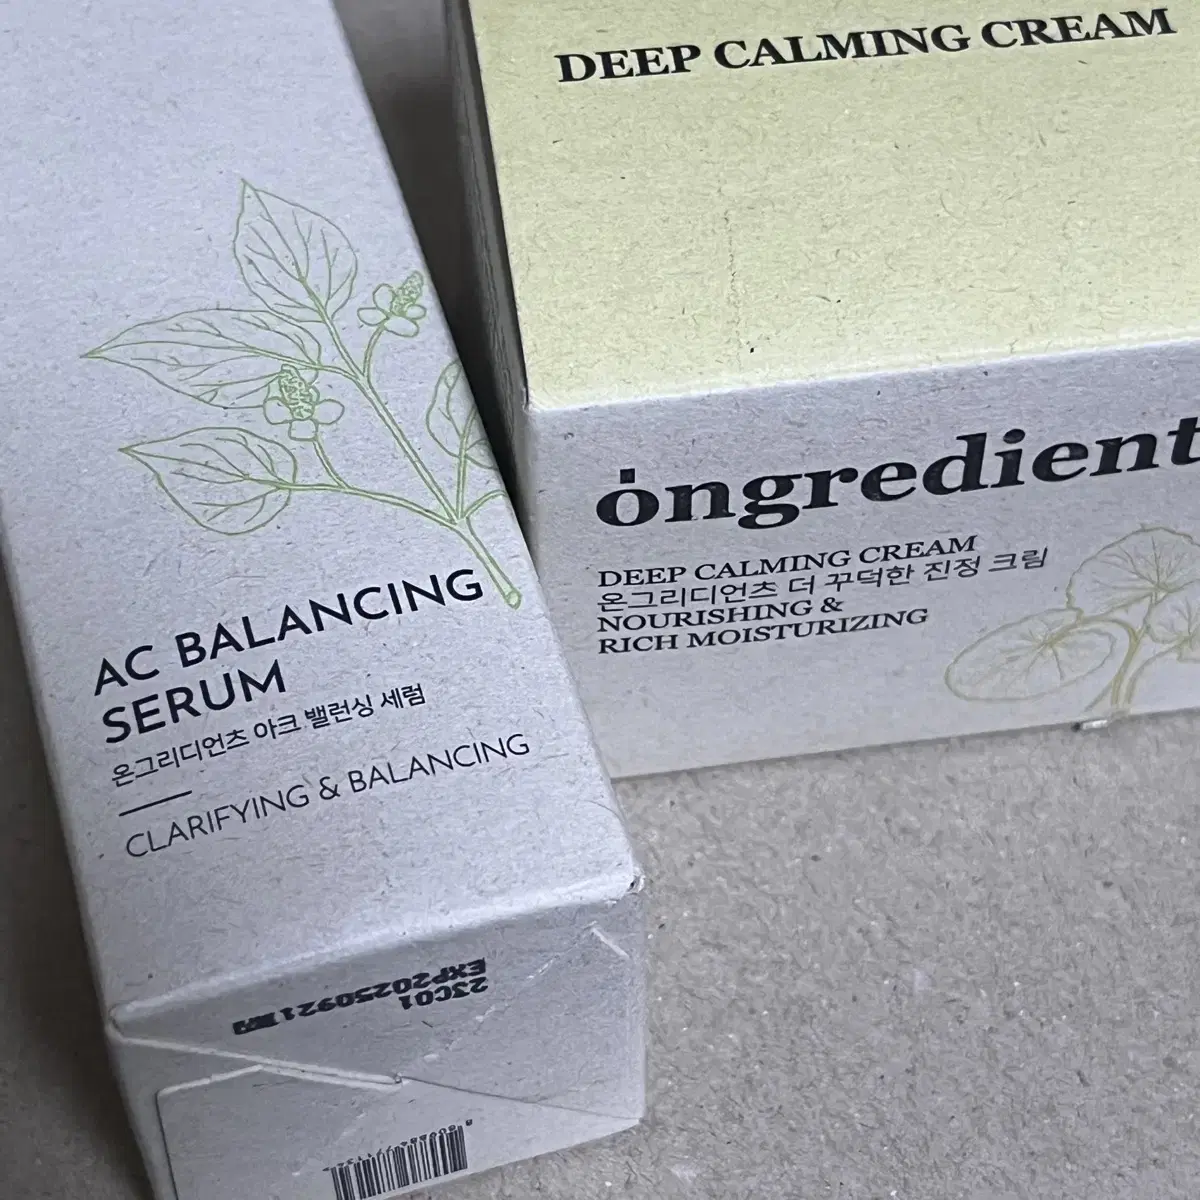 AC BALANCING
SERUM
온그리디언츠 아크 밸런싱 세럼
CLARIFYING & BALANCING
23C01
EXP20250921
DEEP CALMING CREAM
ongredient
DEEP CALMING CREAM
온그리디언츠 더 꾸덕한 진정 크림
NOURISHING &
RICH MOISTURIZING